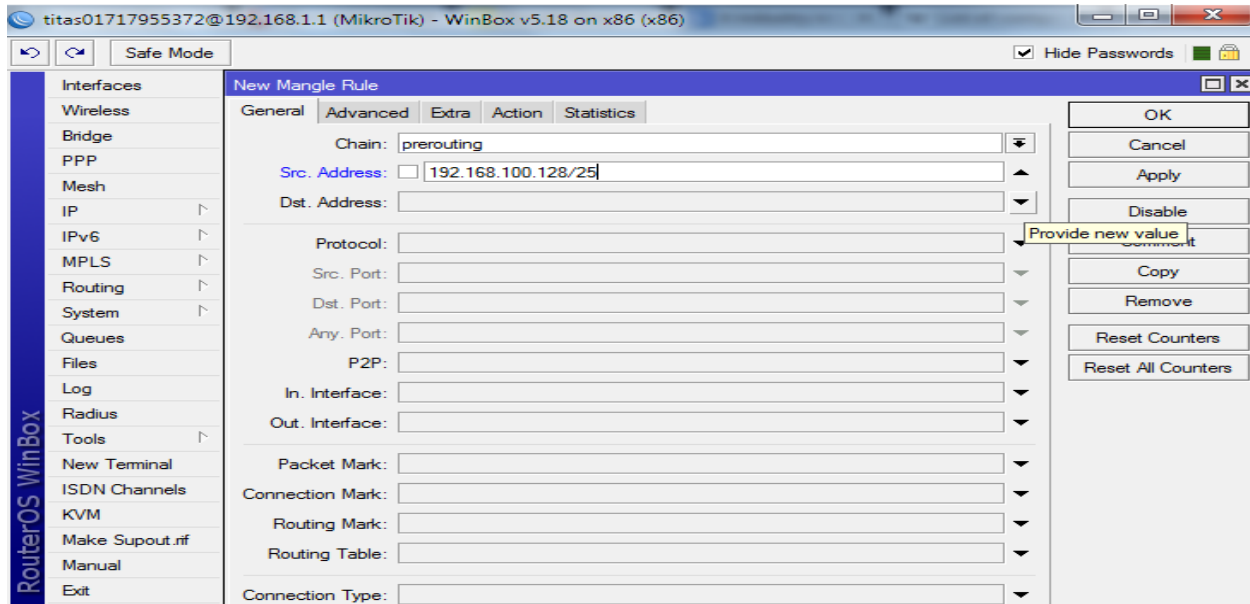 titas01717955372@192.168.1.1 (MikroTik) - WinBox v5.18 on x86 (x86)
Safe Mode
Hide Passwords
RouterOS WinBox
Interfaces
Wireless
Bridge
PPP
Mesh
IP
IPv6
MPLS
Routing
System
Queues
Files
Log
Radius
Tools
New Terminal
ISDN Channels
KVM
Make Supout.rif
Manual
Exit
New Mangle Rule
General Advanced Extra Action Statistics
Chain: prerouting
Src. Address: 192.168.100.128/25
Dst. Address:
Protocol:
Src. Port:
Dst. Port:
Any. Port:
P2P:
In. Interface:
Out. Interface:
Packet Mark:
Connection Mark:
Routing Mark:
Routing Table:
Connection Type:
OK
Cancel
Apply
Disable
Provide new value
Comment
Copy
Remove
Reset Counters
Reset All Counters